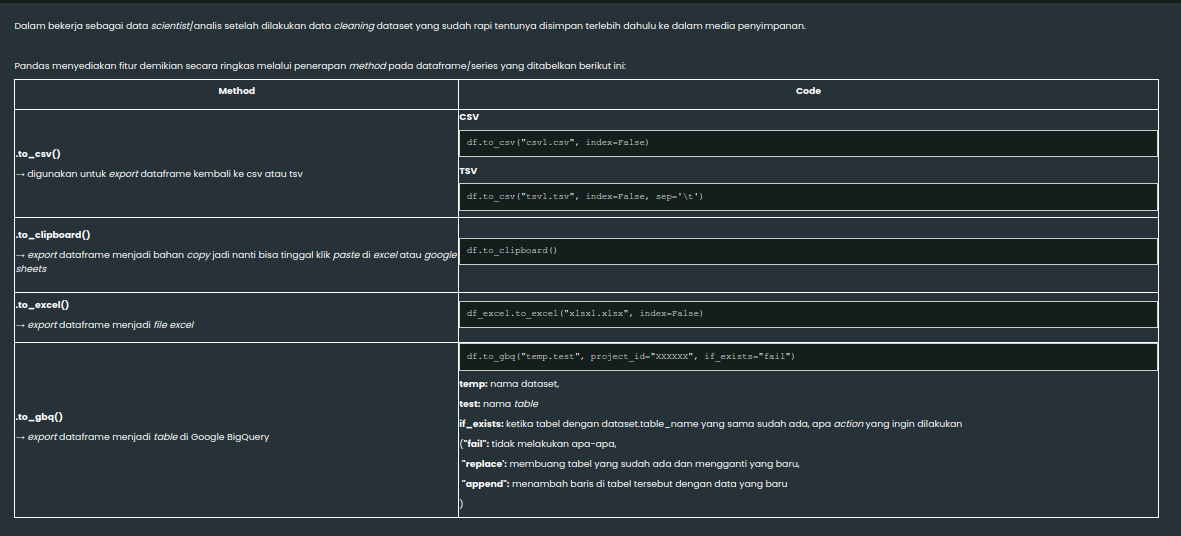 Dalam bekerja sebagai data scientist/analis setelah dilakukan data cleaning dataset yang sudah rapi tentunya disimpan terlebih dahulu ke dalam media penyimpanan.
Pandas menyediakan fitur demikian secara ringkas melalui penerapan method pada dataframe/series yang ditabelkan berikut ini:
Method
Code
.to_csv()
→ digunakan untuk export dataframe kembali ke csv atau tsv
CSV
df.to_csv("csv1.csv", index=False)
TSV
df.to_csv("tsv1.tsv", index=False, sep='\t')
.to_clipboard()
→ export dataframe menjadi bahan copy jadi nanti bisa tinggal klik paste di excel atau google
sheets
df.to_clipboard()
.to_excel()
→ export dataframe menjadi file excel
df_excel.to_excel("xlsx1.xlsx", index=False)
.to_gbq()
→ export dataframe menjadi table di Google BigQuery
df.to_gbq("temp.test", project_id="XXXXXX", if_exists="fail")
temp: nama dataset,
test: nama table
if_exists: ketika tabel dengan dataset.table_name yang sama sudah ada, apa action yang ingin dilakukan
("fail": tidak melakukan apa-apa,
"replace': membuang tabel yang sudah ada dan mengganti yang baru,
"append": menambah baris di tabel tersebut dengan data yang baru
)